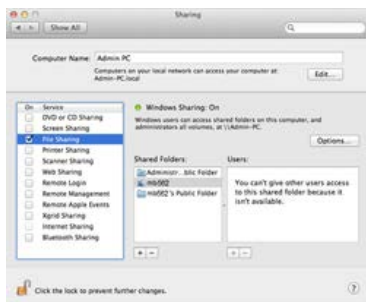 Sharing
Show All
Computer Name: Admin PC
Computers on your local network can access your computer at
Admin-PC.local
Edit...
On Service
DVD or CD Sharing
Screen Sharing
File Sharing
Printer Sharing
Scanner Sharing
Web Sharing
Remote Login
Remote Management
Remote Apple Events
Xgrid Sharing
Internet Sharing
Bluetooth Sharing
Windows Sharing: On
Windows users can access shared folders on this computer, and
administrators all volumes, at \\Admin-PC.
Options...
Shared Folders:
Administr...blic Folder
mb562
mb562's Public Folder
Users:
You can't give other users access
to this shared folder because it
isn't available.
Click the lock to prevent further changes.